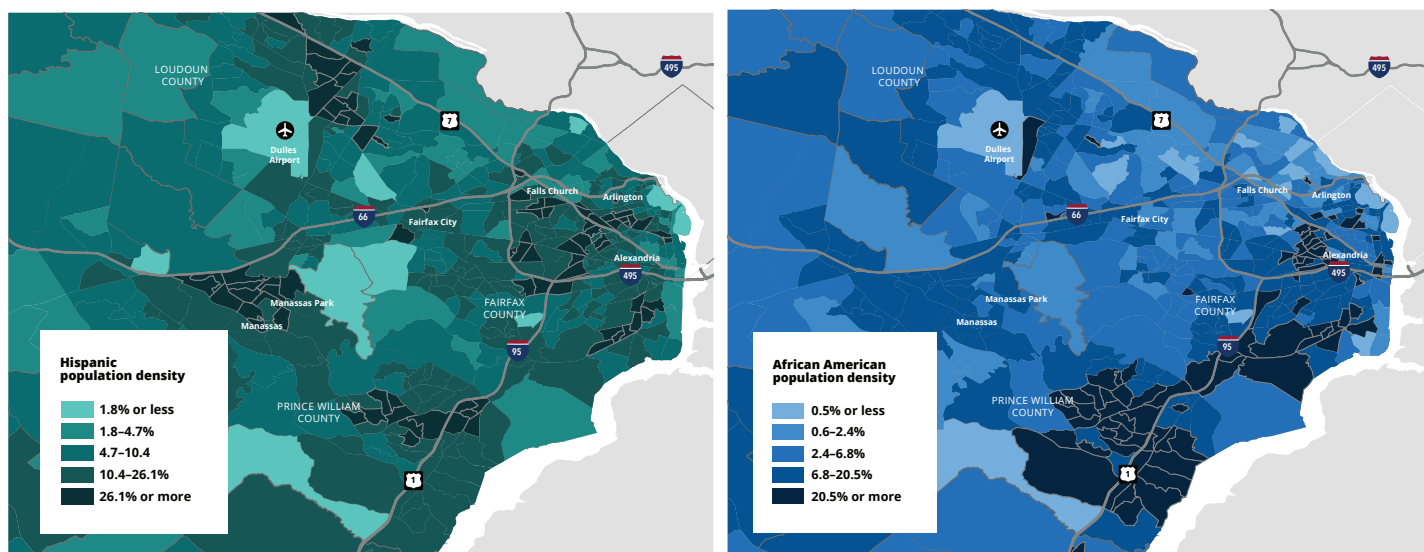 LOUDOUN
COUNTY
495
7
Dulles
Airport
Falls Church
Arlington
66
Fairfax City
Alexandria
495
Manassas Park
FAIRFAX
COUNTY
Manassas
95
PRINCE WILLIAM
COUNTY
1
Hispanic
population density
1.8% or less
1.8–4.7%
4.7–10.4
10.4–26.1%
26.1% or more
LOUDOUN
COUNTY
495
7
Dulles
Airport
Falls Church
Arlington
66
Fairfax City
Alexandria
495
Manassas Park
FAIRFAX
COUNTY
Manassas
95
PRINCE WILLIAM
COUNTY
1
African American
population density
0.5% or less
0.6–2.4%
2.4–6.8%
6.8–20.5%
20.5% or more